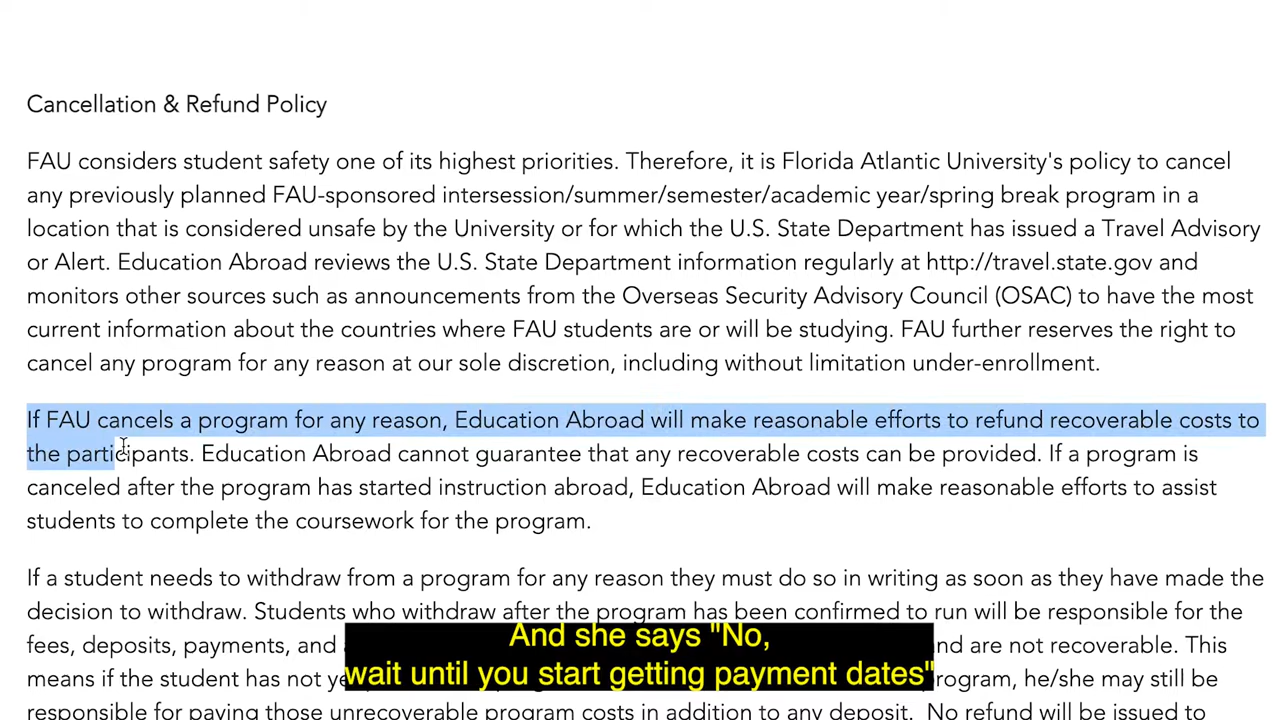 Cancellation & Refund Policy
FAU considers student safety one of its highest priorities. Therefore, it is Florida Atlantic University's policy to cancel
any previously planned FAU-sponsored intersession/summer/semester/academic year/spring break program in a
location that is considered unsafe by the University or for which the U.S. State Department has issued a Travel Advisory
or Alert. Education Abroad reviews the U.S. State Department information regularly at http://travel.state.gov and
monitors other sources such as announcements from the Overseas Security Advisory Council (OSAC) to have the most
current information about the countries where FAU students are or will be studying. FAU further reserves the right to
cancel any program for any reason at our sole discretion, including without limitation under-enrollment.
If FAU cancels a program for any reason, Education Abroad will make reasonable efforts to refund recoverable costs to
the participants. Education Abroad cannot guarantee that any recoverable costs can be provided. If a program is
canceled after the program has started instruction abroad, Education Abroad will make reasonable efforts to assist
students to complete the coursework for the program.
If a student needs to withdraw from a program for any reason they must do so in writing as soon as they have made the
decision to withdraw. Students who withdraw after the program has been confirmed to run will be responsible for the
fees, deposits, payments, and nd are not recoverable. This
means if the student has not program, he/she may still be
responsible for paying those unrecoverable program costs in addition to any deposit. No refund will be issued to
And she says "No,
wait until you start getting payment dates"